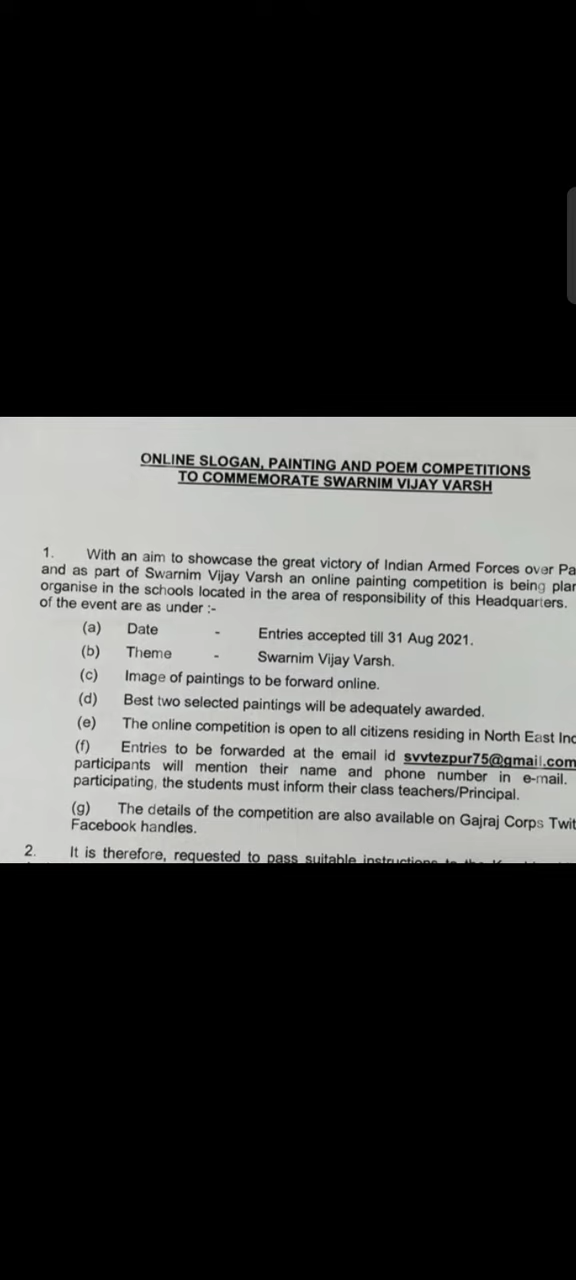 ONLINE SLOGAN, PAINTING AND POEM COMPETITIONS
TO COMMEMORATE SWARNIM VIJAY VARSH
1. With an aim to showcase the great victory of Indian Armed Forces over Pa
and as part of Swarnim Vijay Varsh an online painting competition is being plan
organise in the schools located in the area of responsibility of this Headquarters.
of the event are as under :-
(a) Date - Entries accepted till 31 Aug 2021.
(b) Theme - Swarnim Vijay Varsh.
(c) Image of paintings to be forward online.
(d) Best two selected paintings will be adequately awarded.
(e) The online competition is open to all citizens residing in North East Ind
(f) Entries to be forwarded at the email id svvtezpur75@gmail.com
participants will mention their name and phone number in e-mail.
participating, the students must inform their class teachers/Principal.
(g) The details of the competition are also available on Gajraj Corps Twit
Facebook handles.
2. It is therefore, requested to pass suitable instructions to the